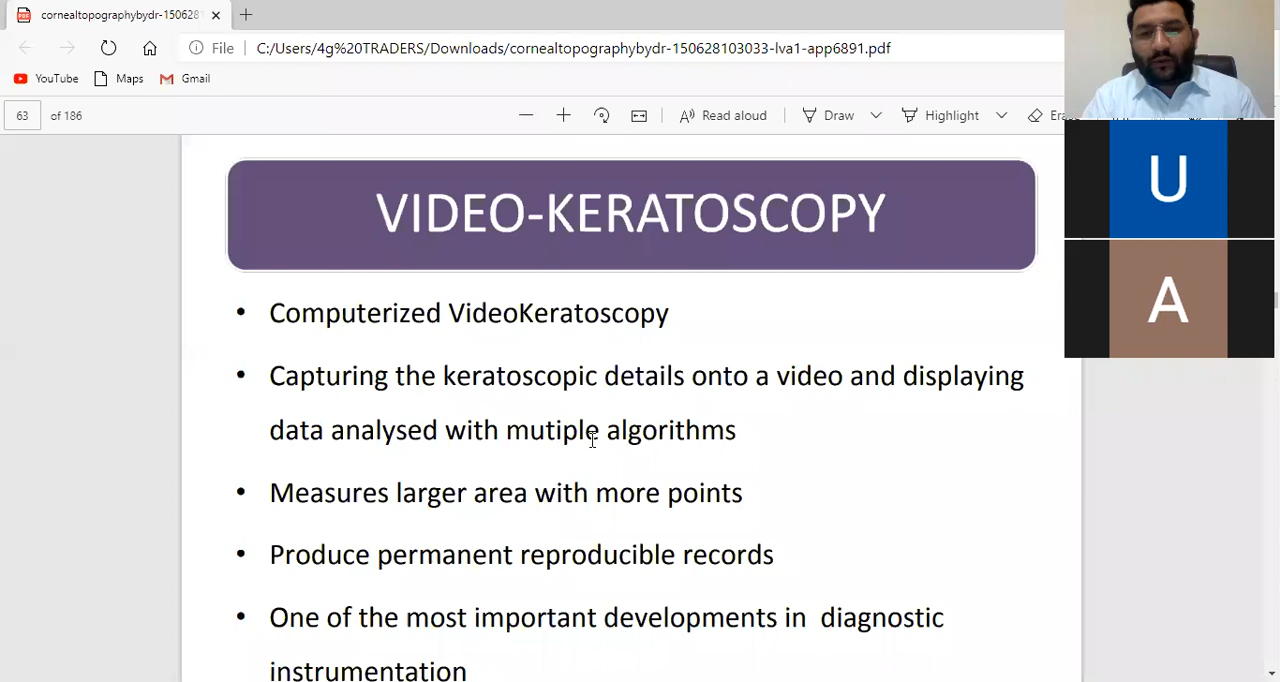 cornealtopographybydr-15062810
File C:/Users/4g%20TRADERS/Downloads/cornealtopographybydr-150628103033-lva1-app6891.pdf
YouTube Maps Gmail
63 of 186 Read aloud Draw Highlight
VIDEO-KERATOSCOPY
U
A
• Computerized VideoKeratoscopy
• Capturing the keratoscopic details onto a video and displaying
data analysed with mutiple algorithms
• Measures larger area with more points
• Produce permanent reproducible records
• One of the most important developments in diagnostic
instrumentation